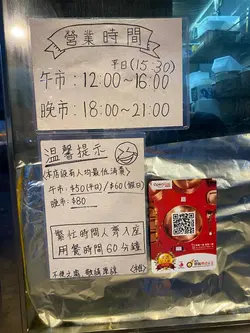 營業時間
平日(15:30)
午市:12:00~16:00
晚市:18:00~21:00
溫馨提示
<本店設有人均最低消費>
午市: $50(平日)/$60(假日)
晚市: $80
繁忙時間人齊入座
用餐時間60分鐘
不便之處 敬請原諒